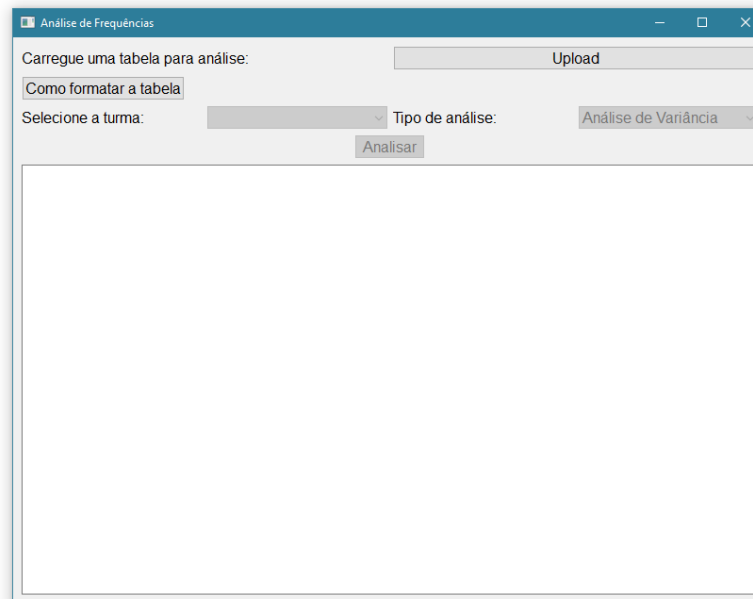 Análise de Frequências
Carregue uma tabela para análise: Upload
Como formatar a tabela
Selecione a turma: Tipo de análise: Análise de Variância
Analisar